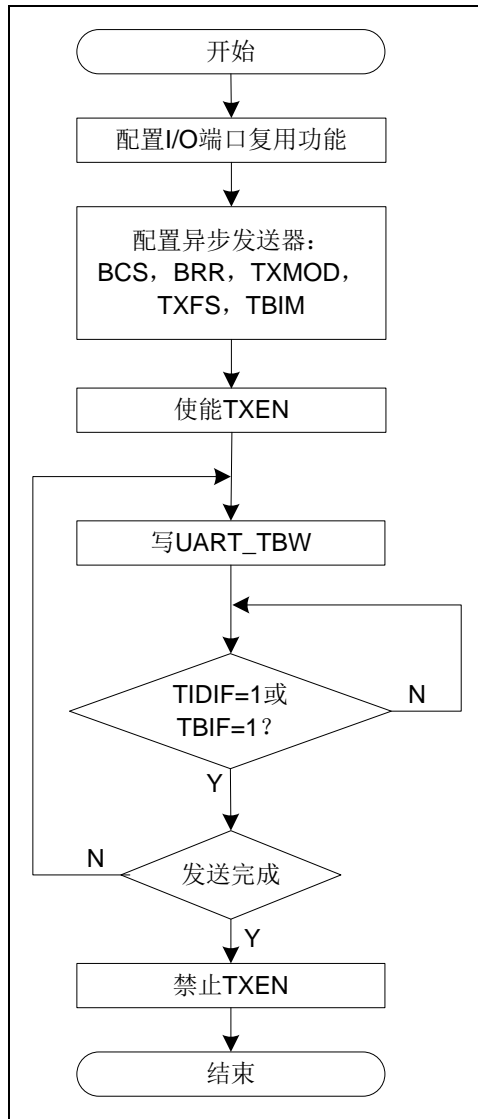 开始
配置I/O端口复用功能
配置异步发送器：
BCS，BRR，TXMOD，
TXFS，TBIM
使能TXEN
写UART_TBW
TIDIF=1或
TBIF=1？
N
Y
发送完成
N
Y
禁止TXEN
结束